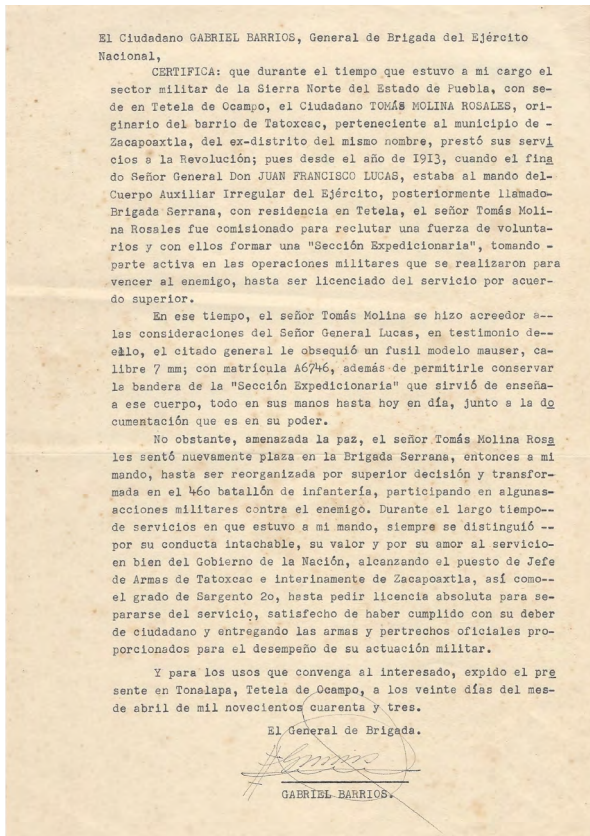 El Ciudadano GABRIEL BARRIOS, General de Brigada del Ejército
Nacional,
CERTIFICA: que durante el tiempo que estuvo a mi cargo el
sector militar de la Sierra Norte del Estado de Puebla, con se-
de en Tetela de Ocampo, el Ciudadano TOMÁS MOLINA ROSALES, ori-
ginario del barrio de Tatoxcac, perteneciente al municipio de -
Zacapoaxtla, del ex-distrito del mismo nombre, prestó sus servi
cios a la Revolución; pues desde el año de 1913, cuando el fina
do Señor General Don JUAN FRANCISCO LUCAS, estaba al mando del-
Cuerpo Auxiliar Irregular del Ejército, posteriormente llamado-
Brigada Serrana, con residencia en Tetela, el señor Tomás Moli-
na Rosales fue comisionado para reclutar una fuerza de volunta-
rios y con ellos formar una "Sección Expedicionaria", tomando -
parte activa en las operaciones militares que se realizaron para
vencer al enemigo, hasta ser licenciado del servicio por acuer-
do superior.
En ese tiempo, el señor Tomás Molina se hizo acreedor a--
las consideraciones del Señor General Lucas, en testimonio de--
ello, el citado general le obsequió un fusil modelo mauser, ca-
libre 7 mm; con matrícula A6746, además de permitirle conservar
la bandera de la "Sección Expedicionaria" que sirvió de enseña-
a ese cuerpo, todo en sus manos hasta hoy en día, junto a la do
cumentación que es en su poder.
No obstante, amenazada la paz, el señor Tomás Molina Rosa
les sentó nuevamente plaza en la Brigada Serrana, entonces a mi
mando, hasta ser reorganizada por superior decisión y transfor-
mada en el 46o batallón de infantería, participando en algunas-
acciones militares contra el enemigo. Durante el largo tiempo--
de servicios en que estuvo a mi mando, siempre se distinguió --
por su conducta intachable, su valor y por su amor al servicio-
en bien del Gobierno de la Nación, alcanzando el puesto de Jefe
de Armas de Tatoxcac e interinamente de Zacapoaxtla, así como--
el grado de Sargento 2o, hasta pedir licencia absoluta para se-
pararse del servicio, satisfecho de haber cumplido con su deber
de ciudadano y entregando las armas y pertrechos oficiales pro-
porcionados para el desempeño de su actuación militar.
Y para los usos que convenga al interesado, expido el pre
sente en Tonalapa, Tetela de Ocampo, a los veinte días del mes-
de abril de mil novecientos cuarenta y tres.
El General de Brigada.
GABRIEL BARRIOS.